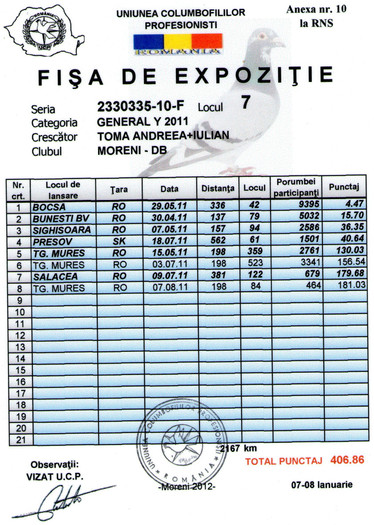 UNIUNEA COLUMBOFILILOR
PROFESIONISTI
Anexa nr. 10
la RNS
ROMANIA
FIŞA DE EXPOZIŢIE
Seria 2330335-10-F Locul 7
Categoria GENERAL Y 2011
Crescător TOMA ANDREEA+IULIAN
Clubul MORENI - DB
Nr. crt. Locul de lansare Ţara Data Distanţa Locul Porumbei participanţi Punctaj
1 BOCSA RO 29.05.11 336 42 9395 4.47
2 BUNESTI BV RO 30.04.11 137 79 5032 15.70
3 SIGHISOARA RO 07.05.11 157 94 2586 36.35
4 PRESOV SK 18.07.11 562 61 1501 40.64
5 TG. MURES RO 15.05.11 198 359 2761 130.03
6 TG. MURES RO 03.07.11 198 523 3341 156.54
7 SALACEA RO 09.07.11 381 122 679 179.68
8 TG. MURES RO 07.08.11 198 84 464 181.03
9
10
11
12
13
14
15
16
17
18
19
20
21
UNIUNEA COLUMBOFILILOR PROFESIONISTI
ROMÂNIA
2167 km
Observaţii:
VIZAT U.C.P.
TOTAL PUNCTAJ 406.86
-Moreni 2012-
07-08 Ianuarie